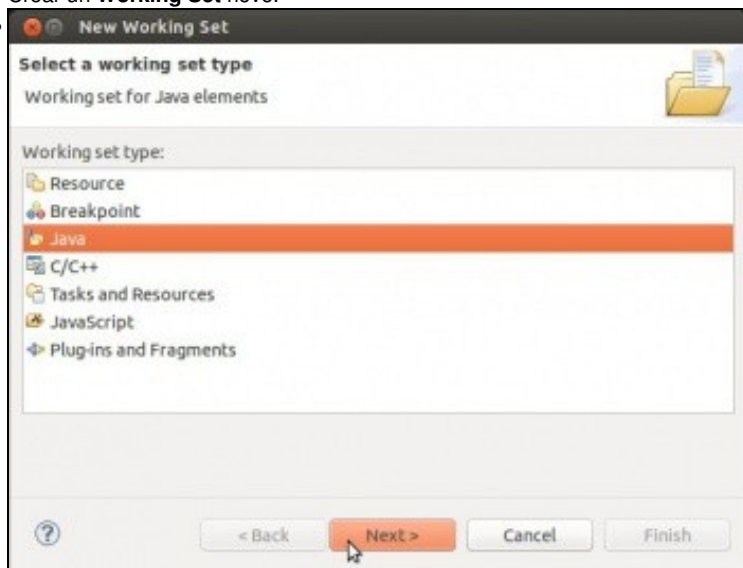 Crear un Working Set novo.
New Working Set
Select a working set type
Working set for Java elements
Working set type:
Resource
Breakpoint
Java
C/C++
Tasks and Resources
JavaScript
Plug-ins and Fragments
< Back Next > Cancel Finish